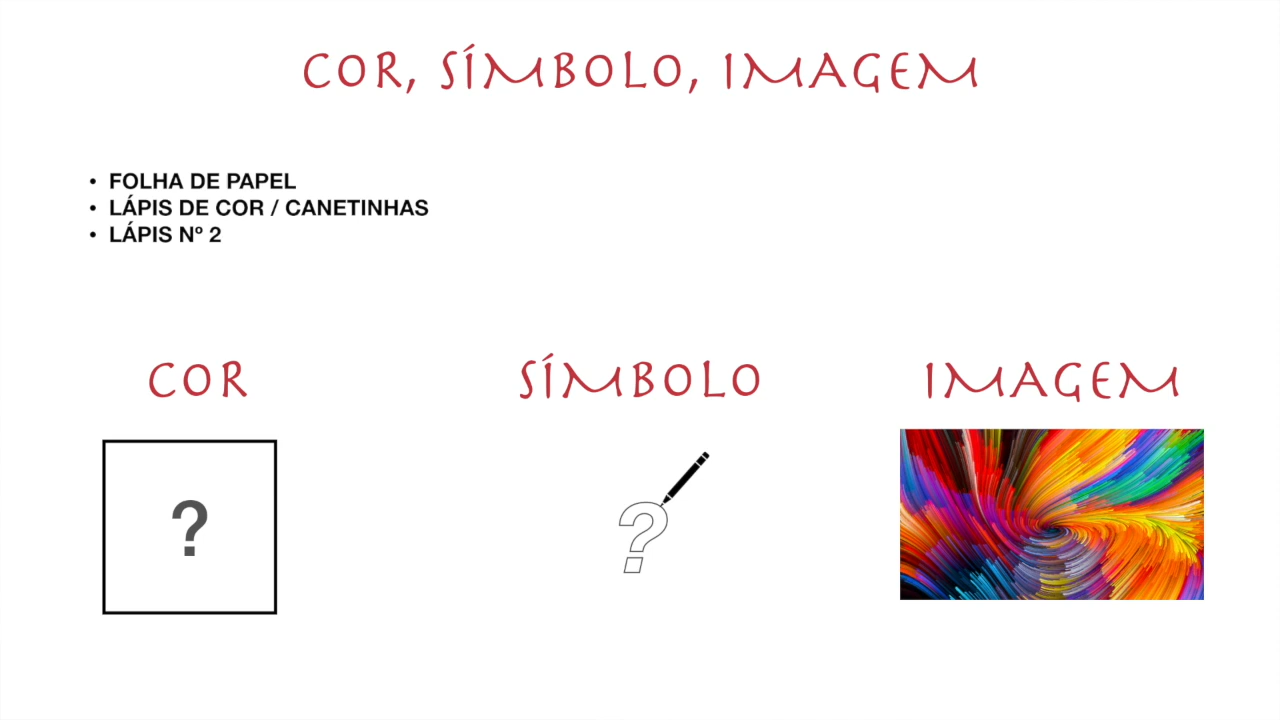 COR, SÍMBOLO, IMAGEM
• FOLHA DE PAPEL
• LÁPIS DE COR / CANETINHAS
• LÁPIS Nº 2
COR
SÍMBOLO
IMAGEM
?
?